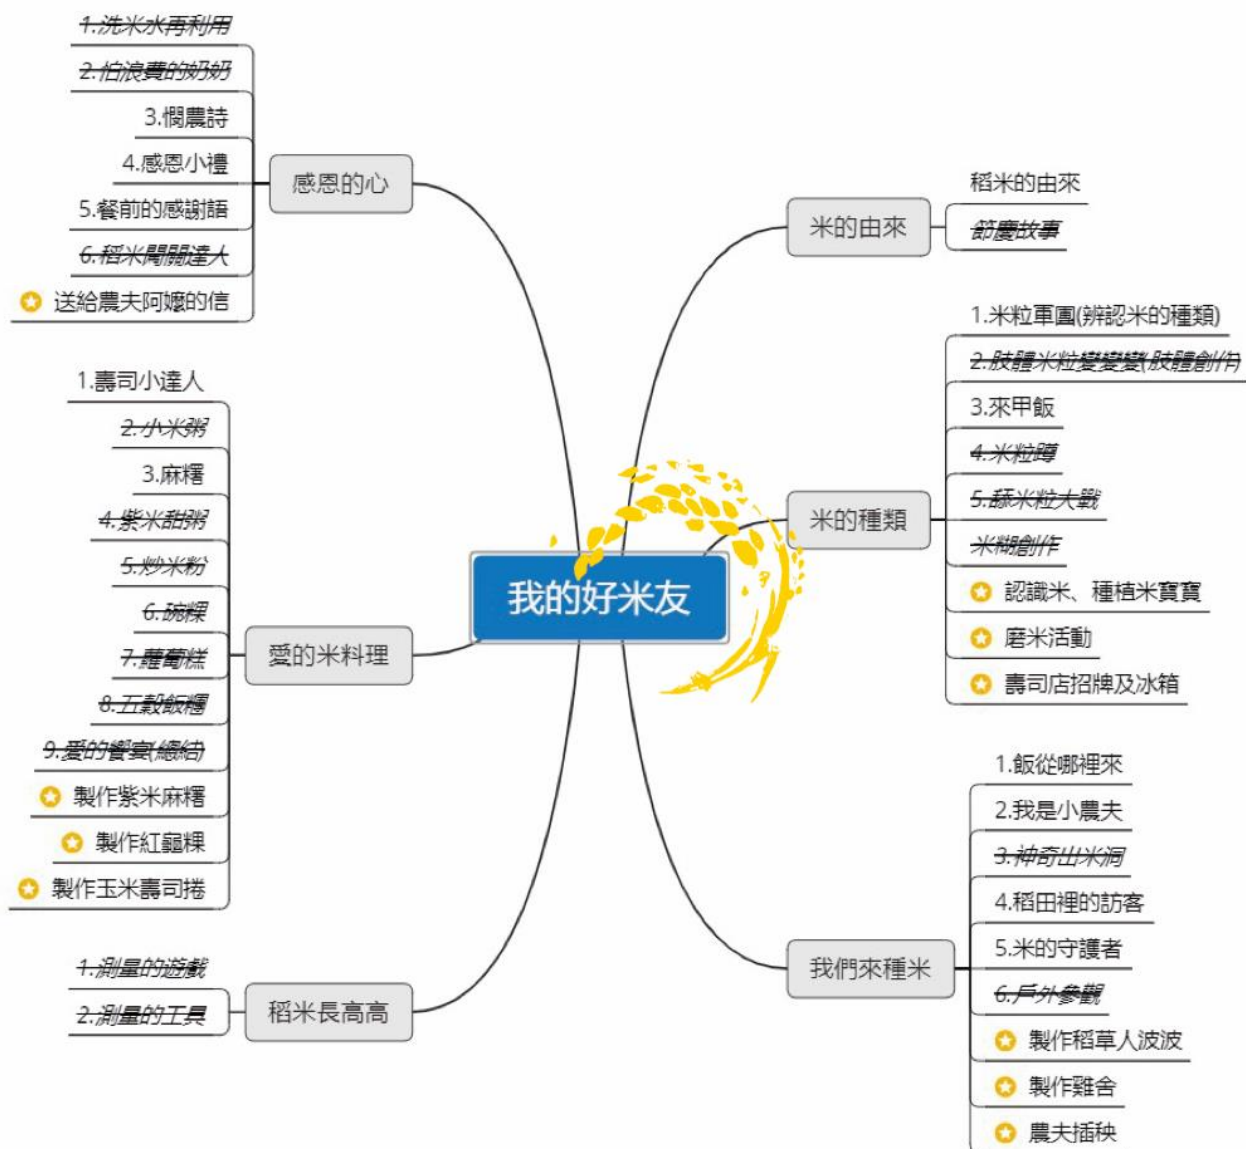 我的好米友
感恩的心
1.洗米水再利用
2.怕浪費的奶奶
3.憫農詩
4.感恩小禮
5.餐前的感謝語
6.稻米闖關達人
送給農夫阿嬤的信
愛的米料理
1.壽司小達人
2.小米粥
3.麻糬
4.紫米甜粥
5.炒米粉
6.碗粿
7.蘿蔔糕
8.五穀飯糰
9.愛的饗宴(總結)
製作紫米麻糬
製作紅龜粿
製作玉米壽司捲
稻米長高高
1.測量的遊戲
2.測量的工具
米的由來
稻米的由來
節慶故事
米的種類
1.米粒軍團(辨認米的種類)
2.肢體米粒變變變(肢體創作)
3.來甲飯
4.米粒蹲
5.舔米粒大戰
米糊創作
認識米、種植米寶寶
磨米活動
壽司店招牌及冰箱
我們來種米
1.飯從哪裡來
2.我是小農夫
3.神奇出米洞
4.稻田裡的訪客
5.米的守護者
6.戶外參觀
製作稻草人波波
製作雞舍
農夫插秧